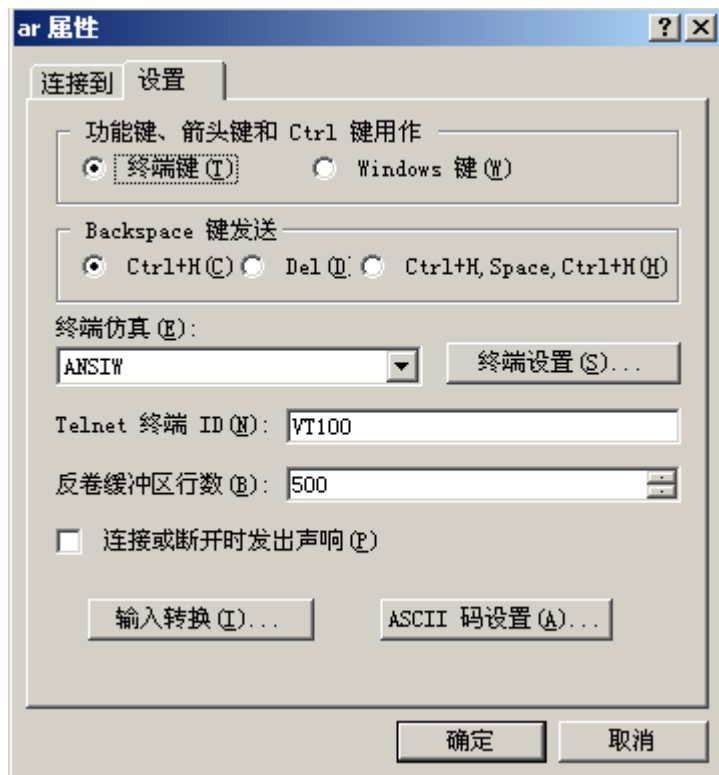 ar 属性
连接到 设置
功能键、箭头键和 Ctrl 键用作
终端键(T) Windows 键(W)
Backspace 键发送
Ctrl+H(C) Del(D) Ctrl+H,Space,Ctrl+H(H)
终端仿真(E):
ANSIW 终端设置(S)...
Telnet 终端 ID(N): VT100
反卷缓冲区行数(B): 500
连接或断开时发出声响(P)
输入转换(I)... ASCII 码设置(A)...
确定 取消